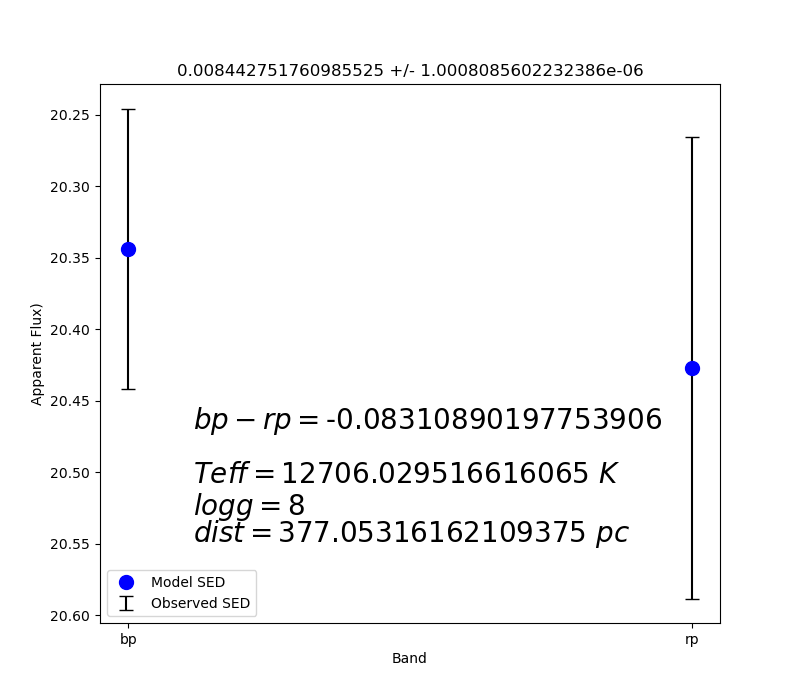 0.008442751760985525 +/- 1.0008085602232386e-06
20.25
20.30
20.35
20.40
20.45
20.50
20.55
20.60
Apparent Flux)
bp − rp = -0.08310890197753906
Teff = 12706.029516616065 K
logg = 8
dist = 377.05316162109375 pc
Model SED
Observed SED
bp
rp
Band